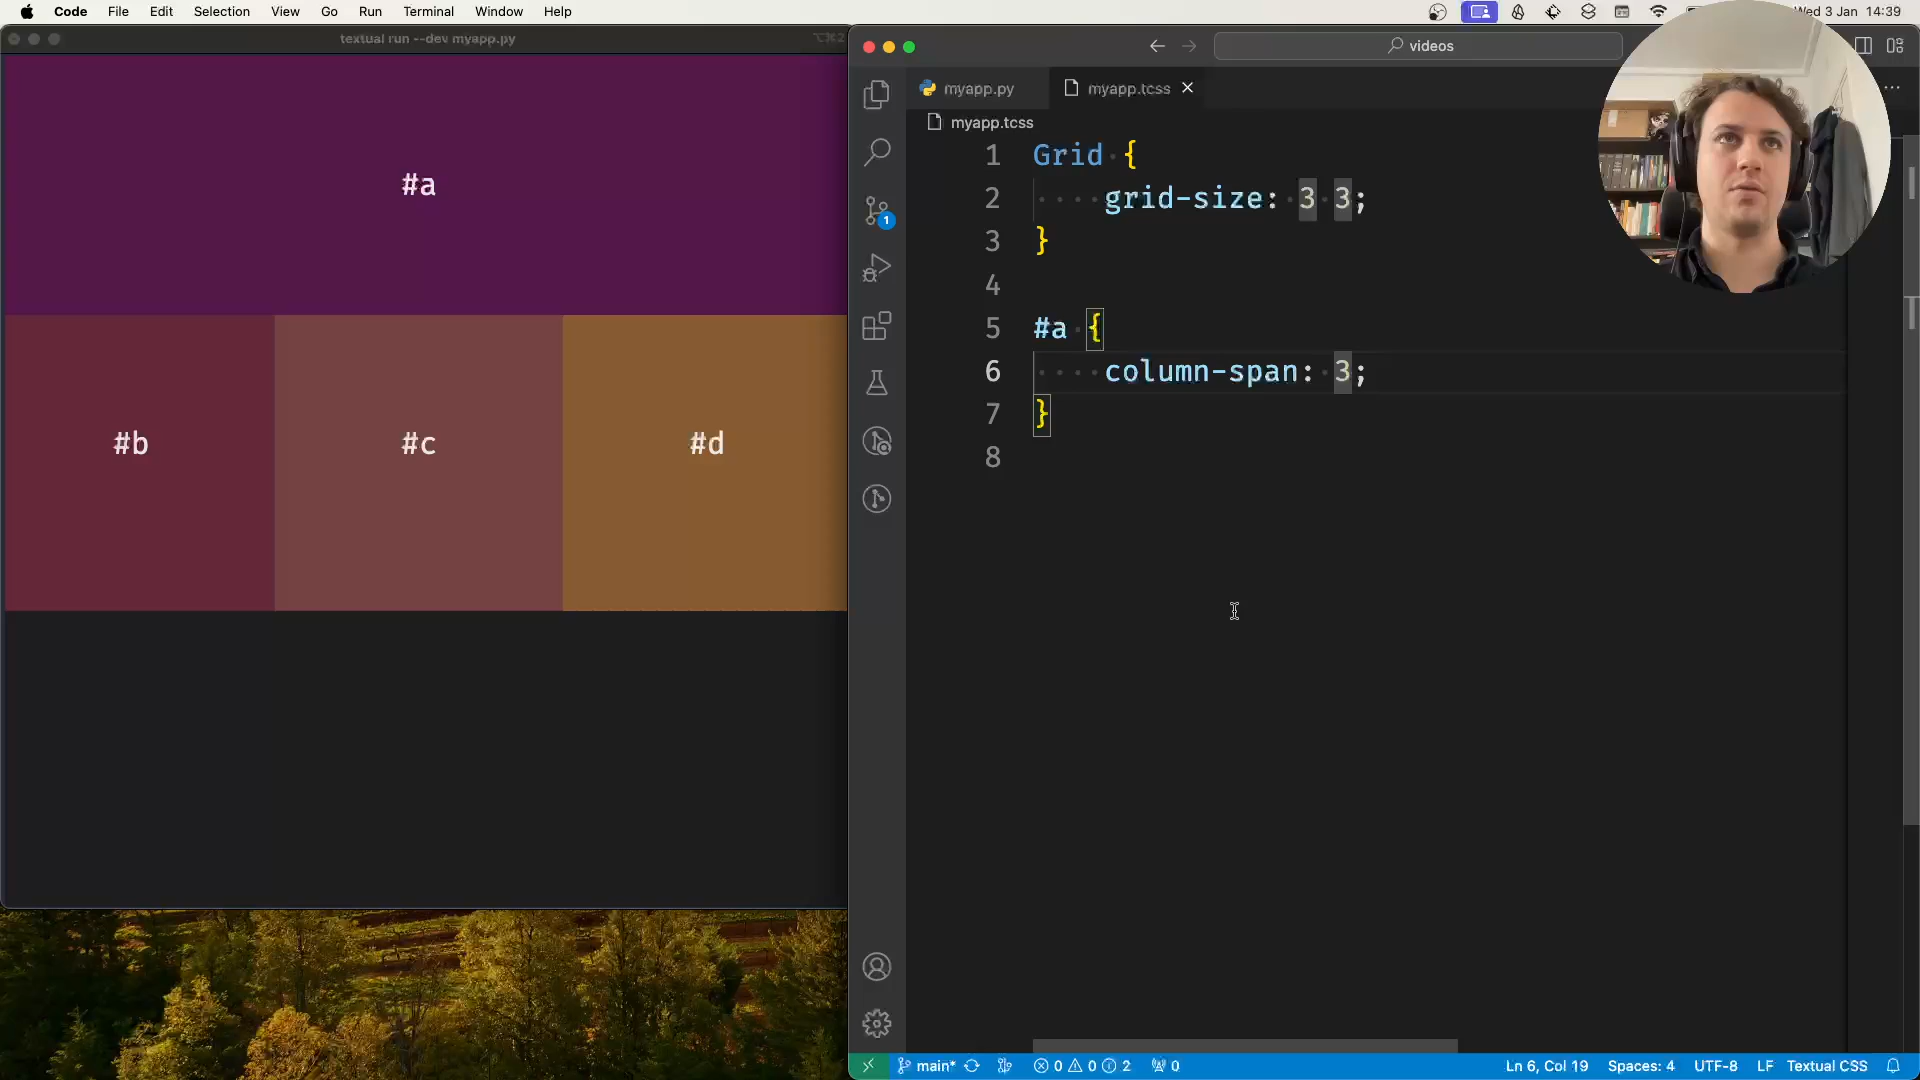 Code File Edit Selection View Go Run Terminal Window Help
Wed 3 Jan 14:39
textual run --dev myapp.py
⌥⌘2
#a
#b #c #d
videos
myapp.py myapp.tcss
myapp.tcss
1 Grid {
2 ····grid-size: 3 3;
3 }
4
5 #a {
6 ····column-span: 3;
7 }
8
1
main* 0 0 2 0
Ln 6, Col 19 Spaces: 4 UTF-8 LF Textual CSS